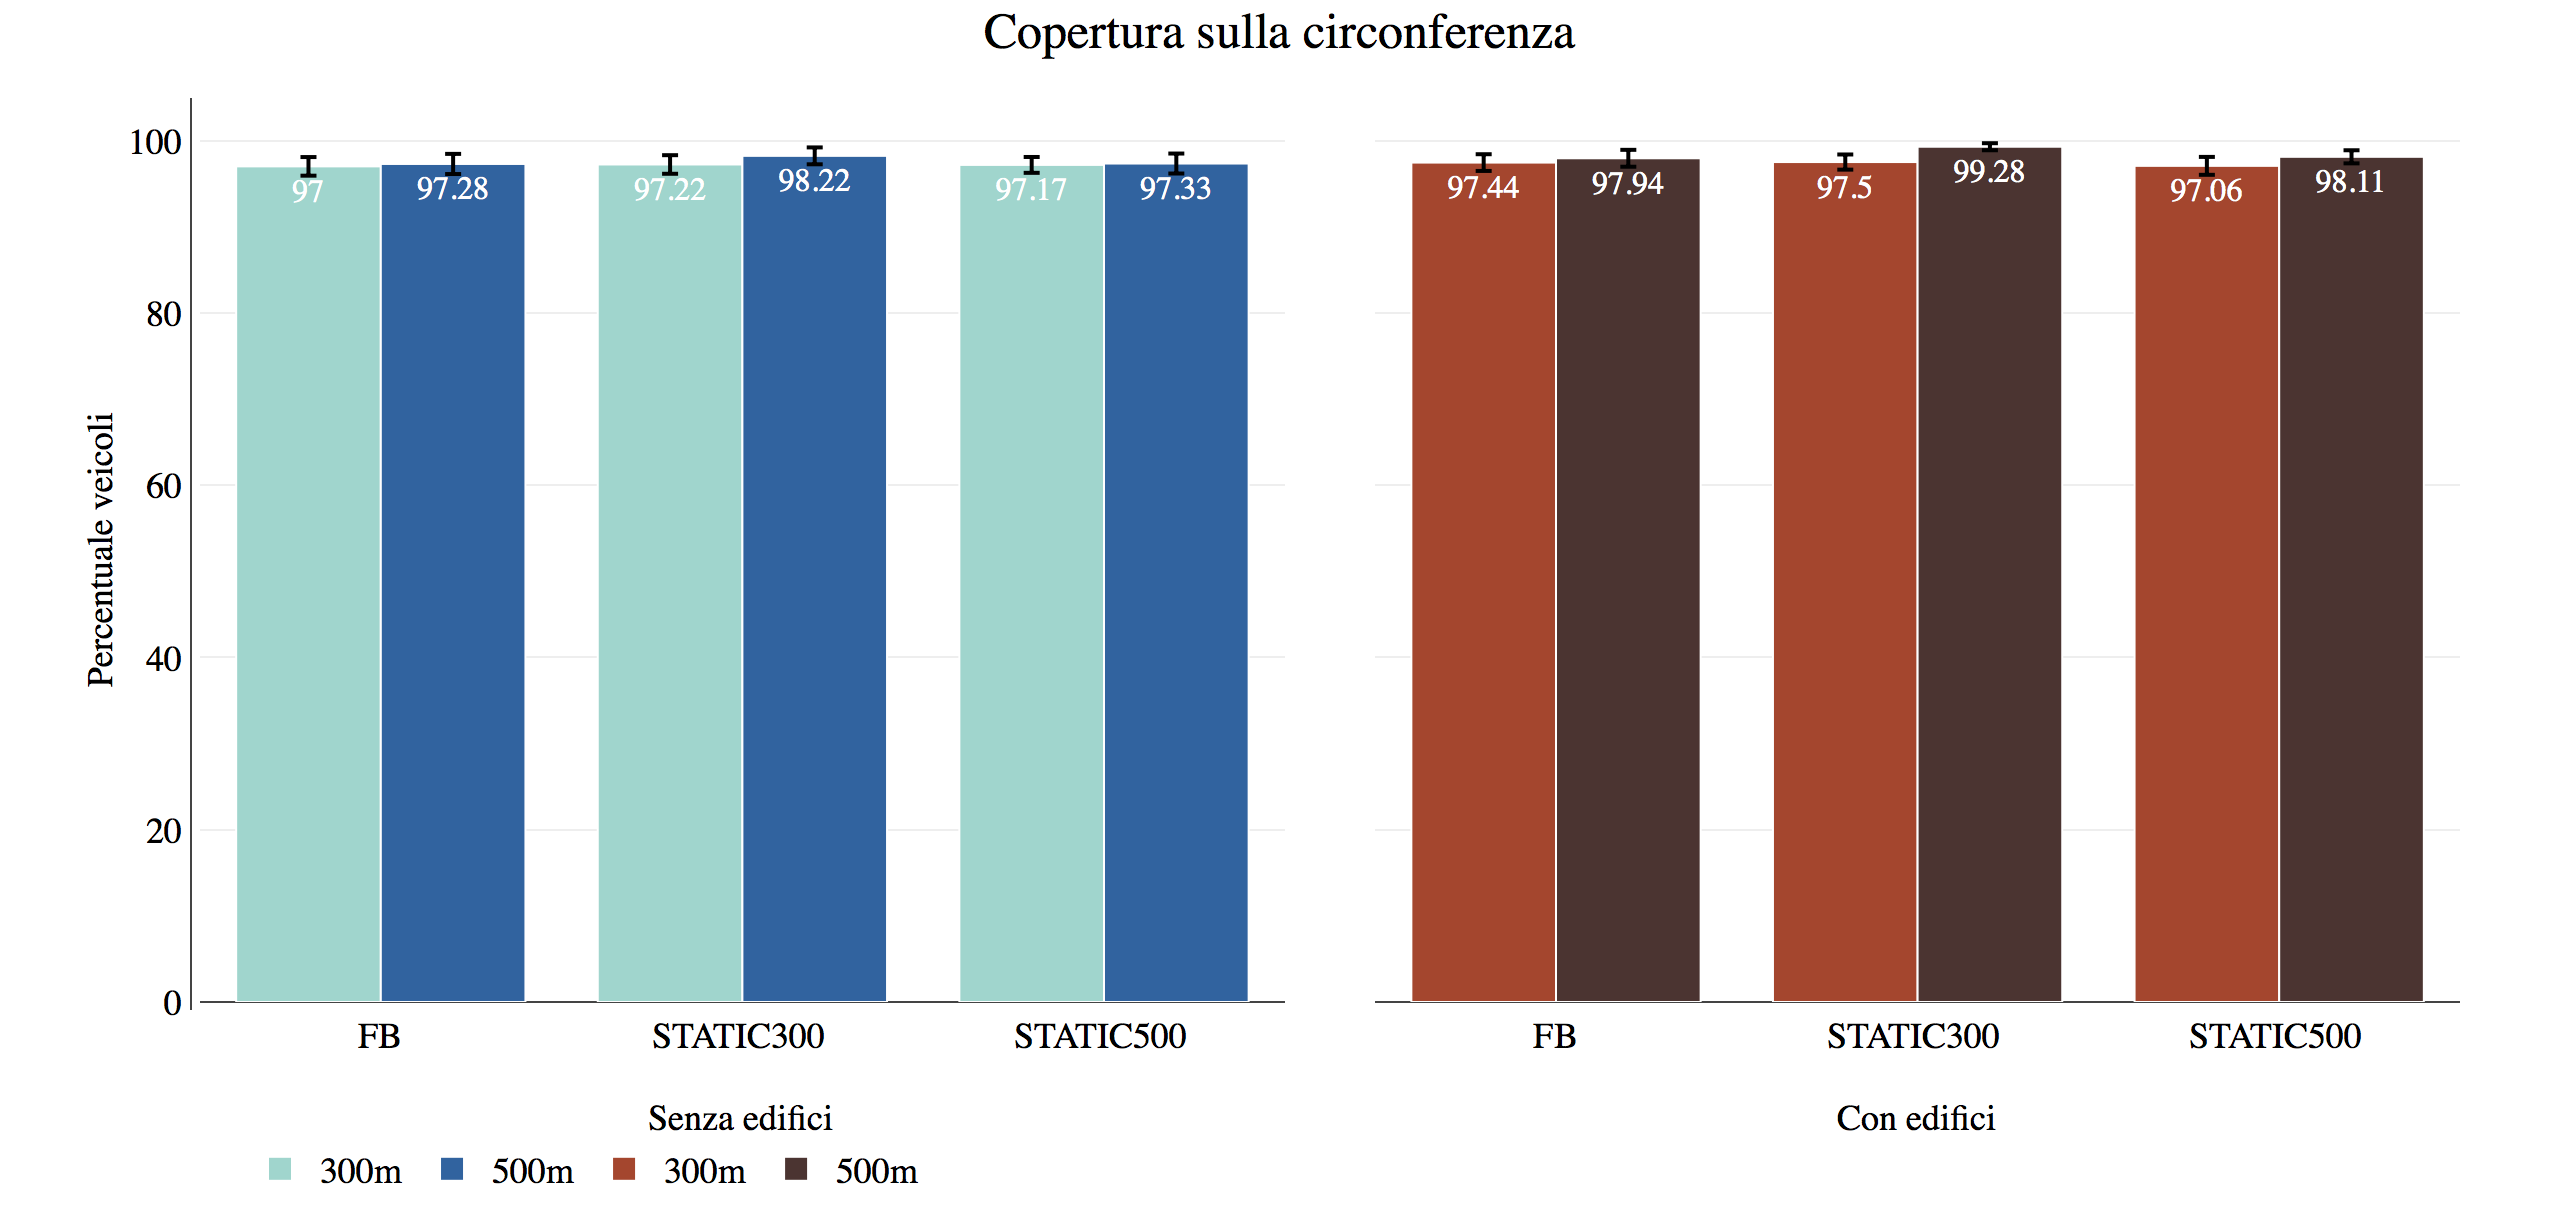 Copertura sulla circonferenza
Percentuale veicoli
100
80
60
40
20
0
97
97.28
97.22
98.22
97.17
97.33
97.44
97.94
97.5
99.28
97.06
98.11
FB
STATIC300
STATIC500
FB
STATIC300
STATIC500
Senza edifici
Con edifici
300m
500m
300m
500m